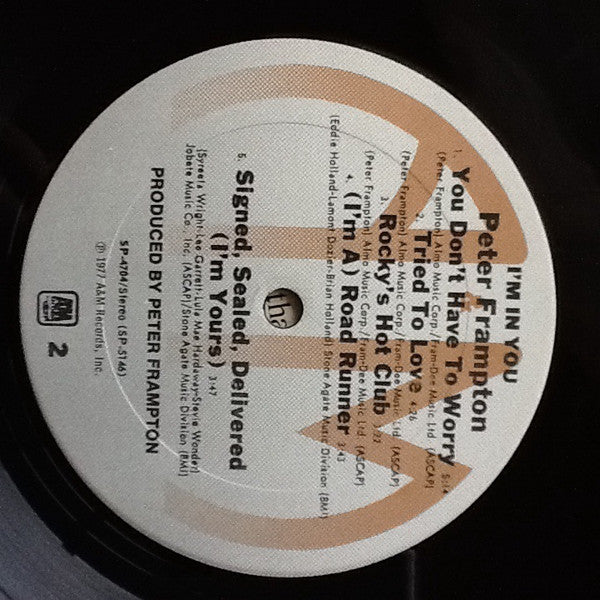 I'M IN YOU
Peter Frampton
1. You Don't Have To Worry 5:14
(Peter Frampton) Almo Music Corp./Fram-Dee Music Ltd. (ASCAP)
2. Tried To Love 4:26
(Peter Frampton) Almo Music Corp./Fram-Dee Music Ltd. (ASCAP)
3. Rocky's Hot Club 3:25
(Peter Frampton) Almo Music Corp./Fram-Dee Music Ltd. (ASCAP)
4. (I'm A) Road Runner 3:43
(Eddie Holland-Lamont Dozier-Brian Holland) Stone Agate Music Division (BMI)
5. Signed, Sealed, Delivered
(I'm Yours) 3:47
(Syreeta Wright-Lee Garrett-Lula Mae Hardaway-Stevie Wonder)
Jobete Music Co. Inc. (ASCAP)/Stone Agate Music Division (BMI)
PRODUCED BY PETER FRAMPTON
SP-4704/Stereo (SP-5146)
℗ 1977 A&M Records, Inc.
A&M
2
tha